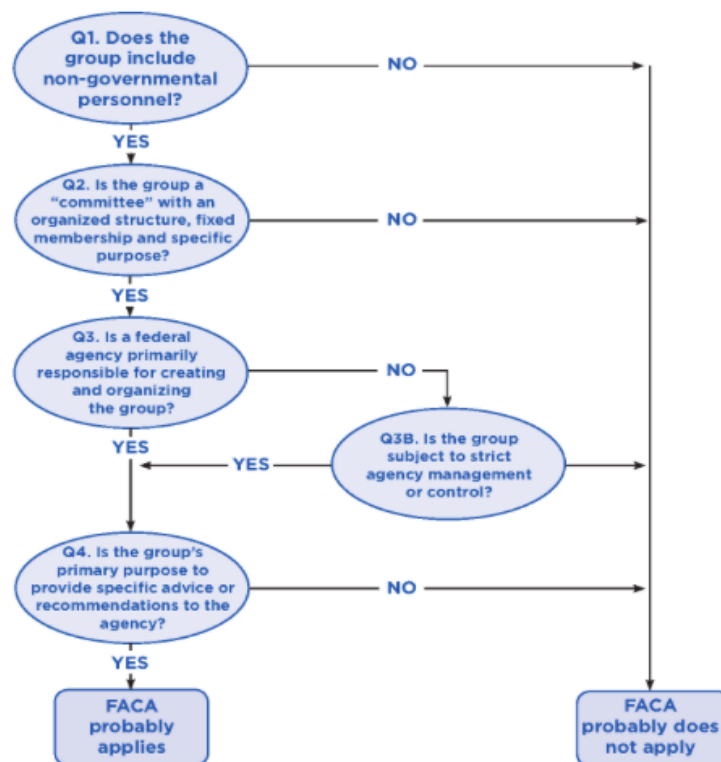 Q1. Does the
group include
non-governmental
personnel?
NO
YES
Q2. Is the group a
“committee” with an
organized structure, fixed
membership and specific
purpose?
NO
YES
Q3. Is a federal
agency primarily
responsible for creating
and organizing
the group?
NO
YES
Q3B. Is the group
subject to strict
agency management
or control?
YES
Q4. Is the group’s
primary purpose to
provide specific advice or
recommendations to the
agency?
NO
YES
FACA
probably
applies
FACA
probably does
not apply